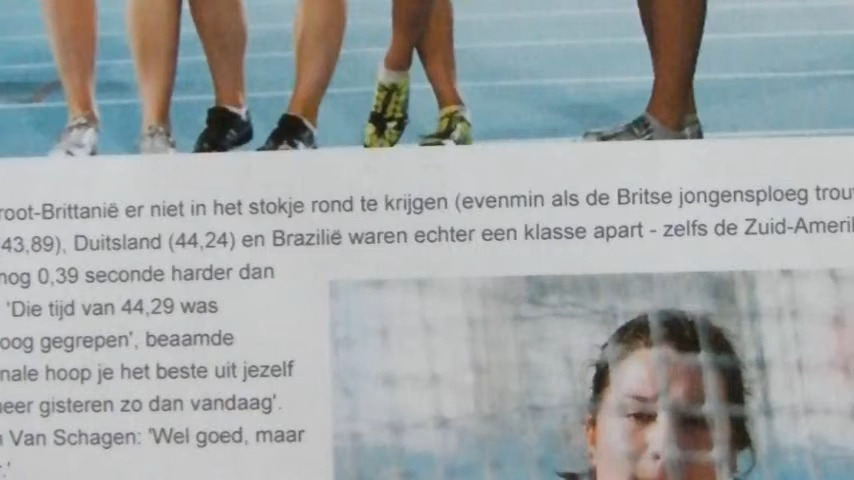 root-Brittanië er niet in het stokje rond te krijgen (evenmin als de Britse jongensploeg trou
43,89), Duitsland (44,24) en Brazilië waren echter een klasse apart - zelfs de Zuid-Ameri
nog 0,39 seconde harder dan
'Die tijd van 44,29 was
oog gegrepen', beaamde
nale hoop je het beste uit jezelf
eer gisteren zo dan vandaag'.
Van Schagen: 'Wel goed, maar
.'